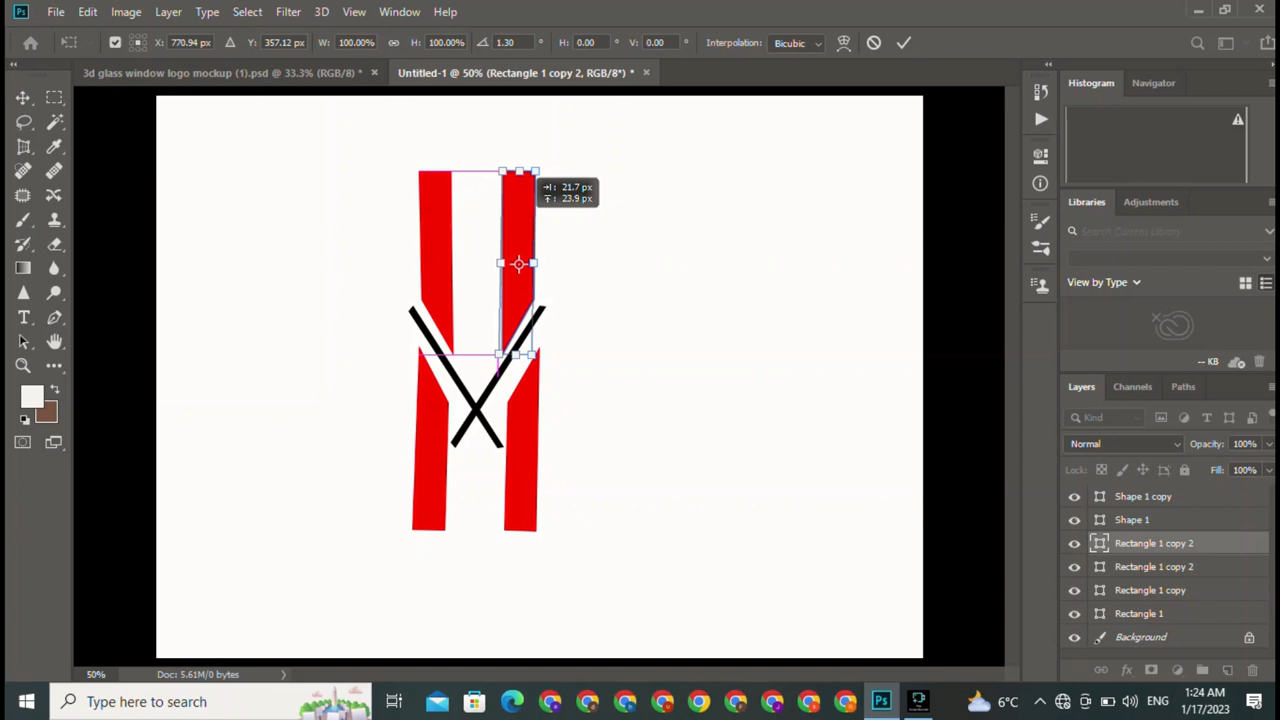 Ps File Edit Image Layer Type Select Filter 3D View Window Help
X: 770.94 px Y: 357.12 px W: 100.00% H: 100.00% 1.30 ° H: 0.00 ° V: 0.00 ° Interpolation: Bicubic
3d glass window logo mockup (1).psd @ 33.3% (RGB/8) * × Untitled-1 @ 50% (Rectangle 1 copy 2, RGB/8*) * ×
Histogram Navigator
21.7 px
23.9 px
Libraries Adjustments
View by Type
-- KB
Layers Channels Paths
Kind
Normal Opacity: 100%
Lock: Fill: 100%
Shape 1 copy
Shape 1
Rectangle 1 copy 2
Rectangle 1 copy 2
Rectangle 1 copy
Rectangle 1
Background
50% Doc: 5.61M/0 bytes
Type here to search
Ps
6°C ENG
1:24 AM
1/17/2023